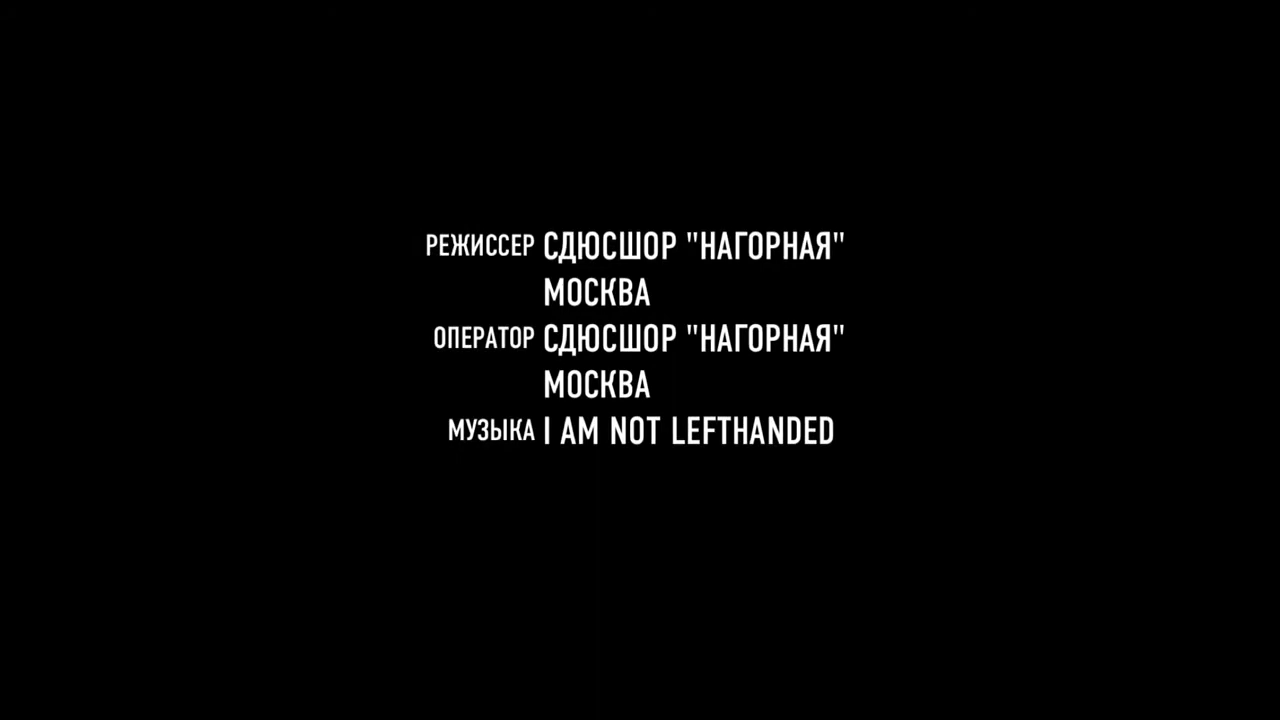 РЕЖИССЕР СДЮСШОР "НАГОРНАЯ"
МОСКВА
ОПЕРАТОР СДЮСШОР "НАГОРНАЯ"
МОСКВА
МУЗЫКА I AM NOT LEFTHANDED